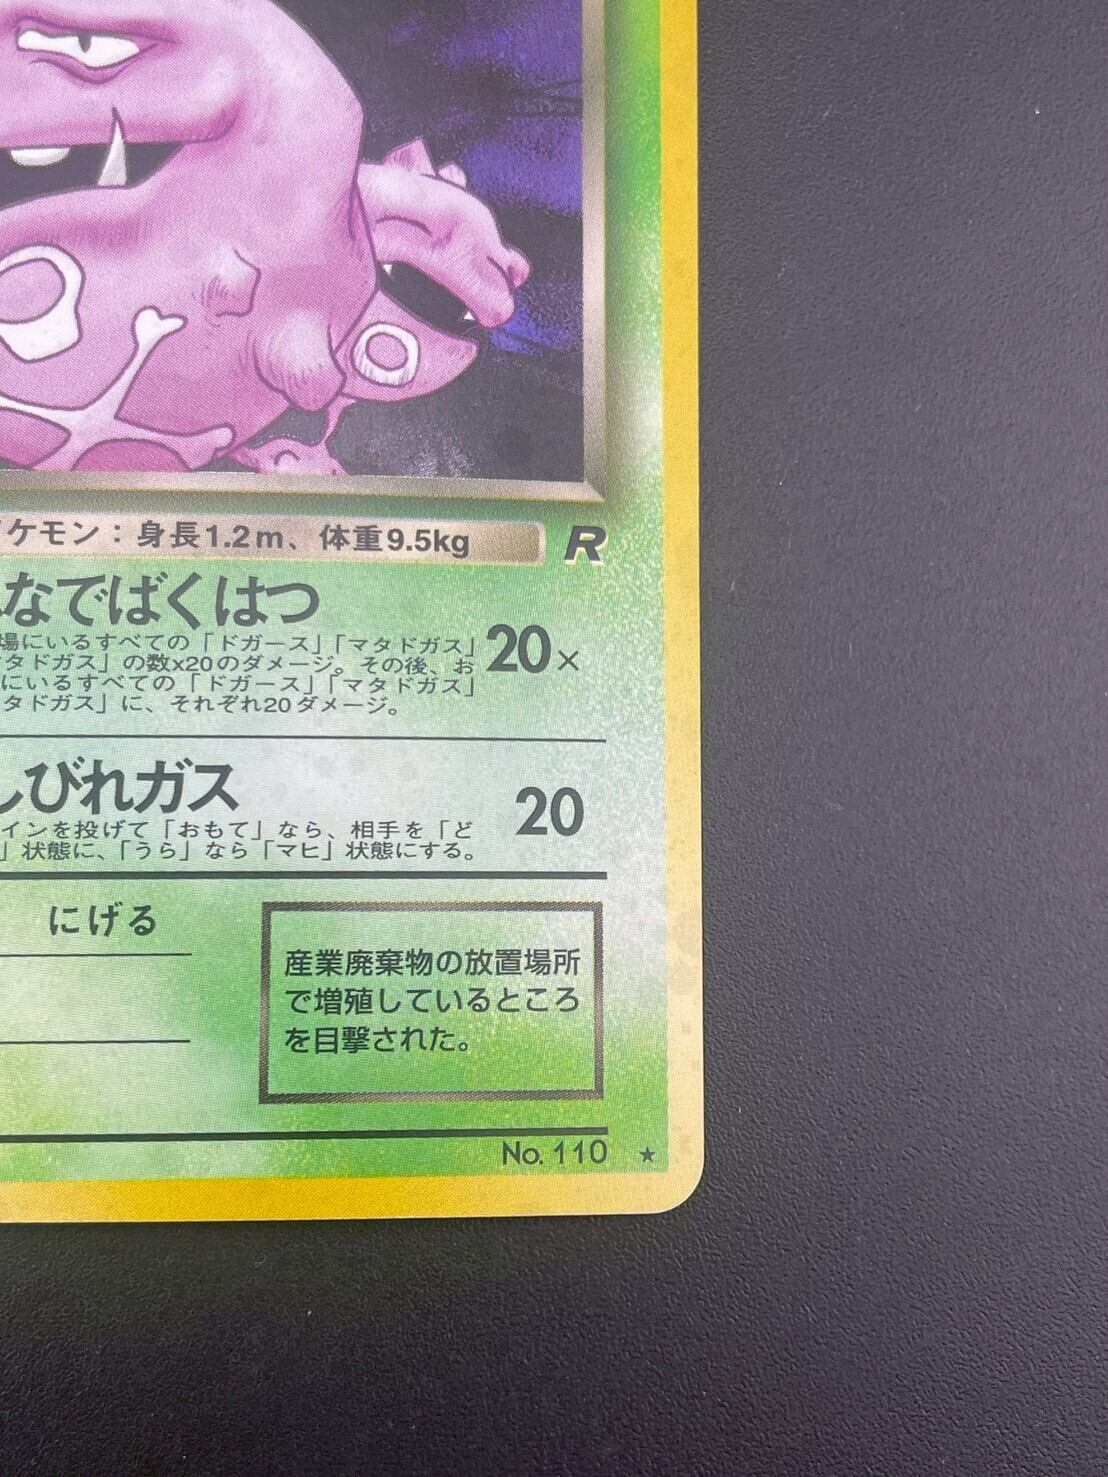 ケモン：身長1.2m、体重9.5kg R
なでばくはつ 20×
場にいるすべての「ドガース」「マタドガス」
タドガス」の数x20のダメージ。その後、お
にいるすべての「ドガース」「マタドガス」
タドガス」に、それぞれ20ダメージ。
しびれガス 20
インを投げて「おもて」なら、相手を「ど
」状態に、「うら」なら「マヒ」状態にする。
にげる
産業廃棄物の放置場所
で増殖しているところ
を目撃された。
No. 110 ★